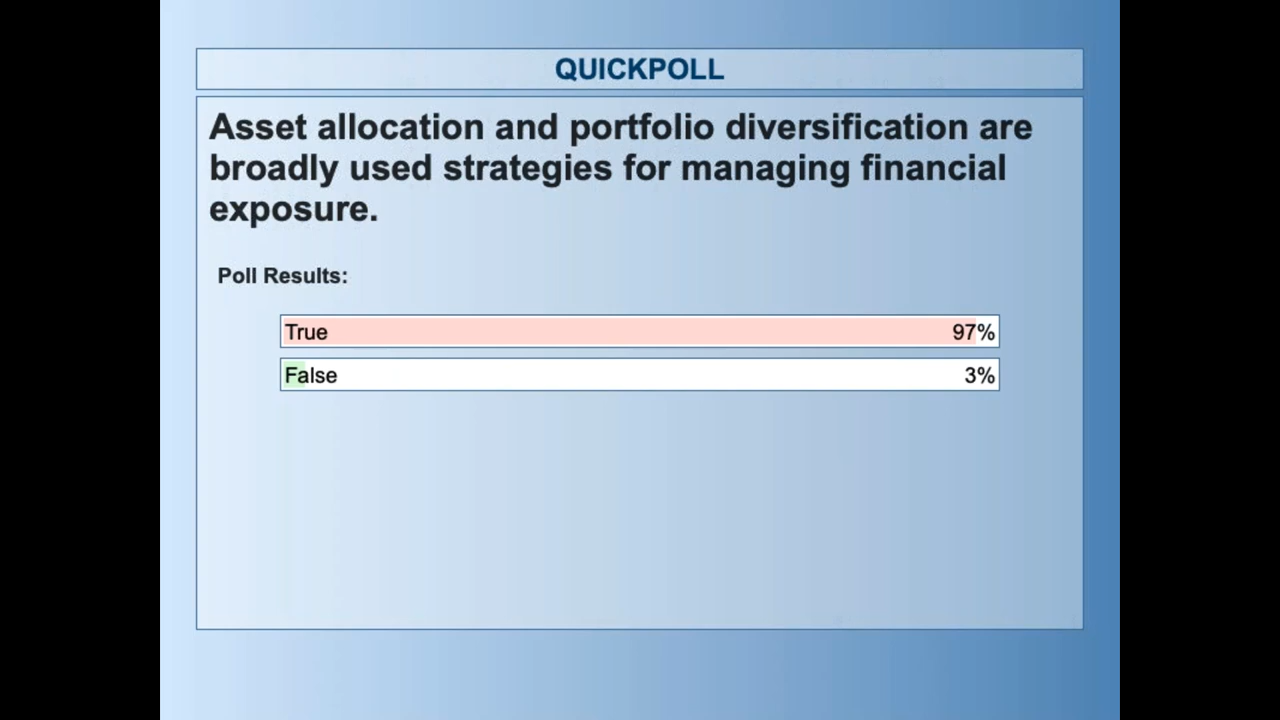 QUICKPOLL
Asset allocation and portfolio diversification are
broadly used strategies for managing financial
exposure.
Poll Results:
True 97%
False 3%